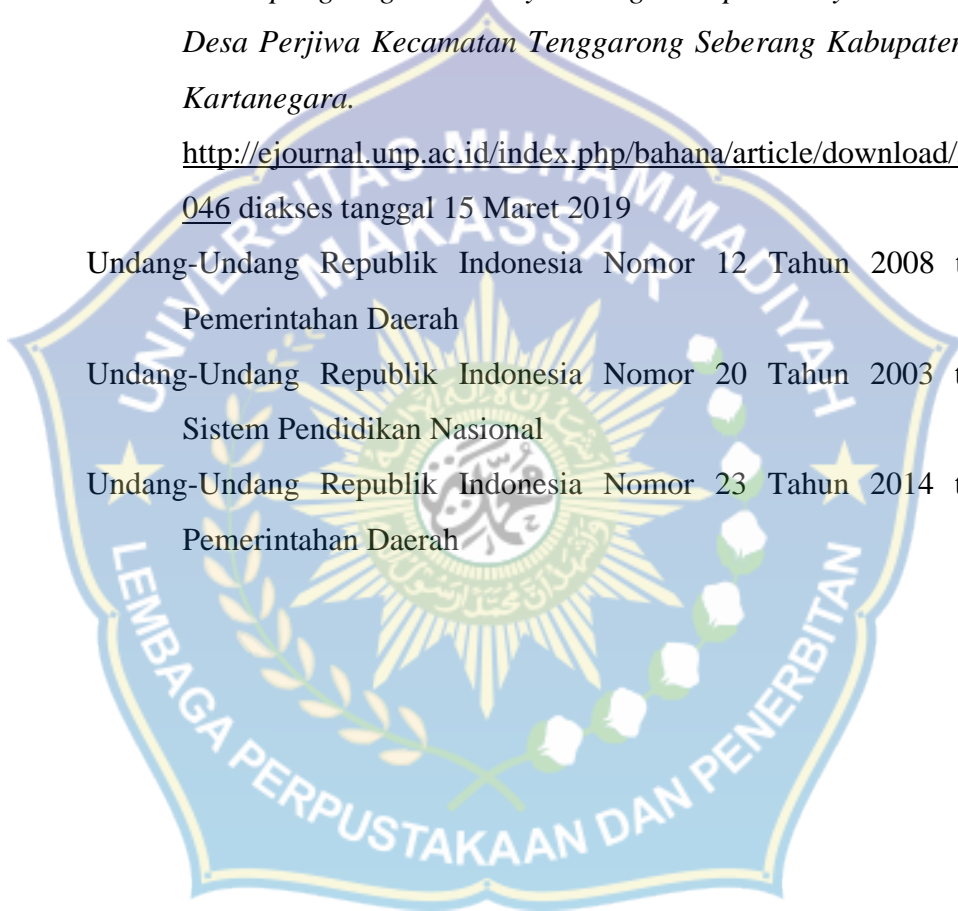 Desa Perjiwa Kecamatan Tenggarong Seberang Kabupaten
Kartanegara.
http://ejournal.unp.ac.id/index.php/bahana/article/download/
046 diakses tanggal 15 Maret 2019
Undang-Undang Republik Indonesia Nomor 12 Tahun 2008 t
Pemerintahan Daerah
Undang-Undang Republik Indonesia Nomor 20 Tahun 2003 t
Sistem Pendidikan Nasional
Undang-Undang Republik Indonesia Nomor 23 Tahun 2014 t
Pemerintahan Daerah
UNIVERSITAS MUHAMMADIYAH
MAKASSAR
LEMBAGA PERPUSTAKAAN DAN PENERBITAN